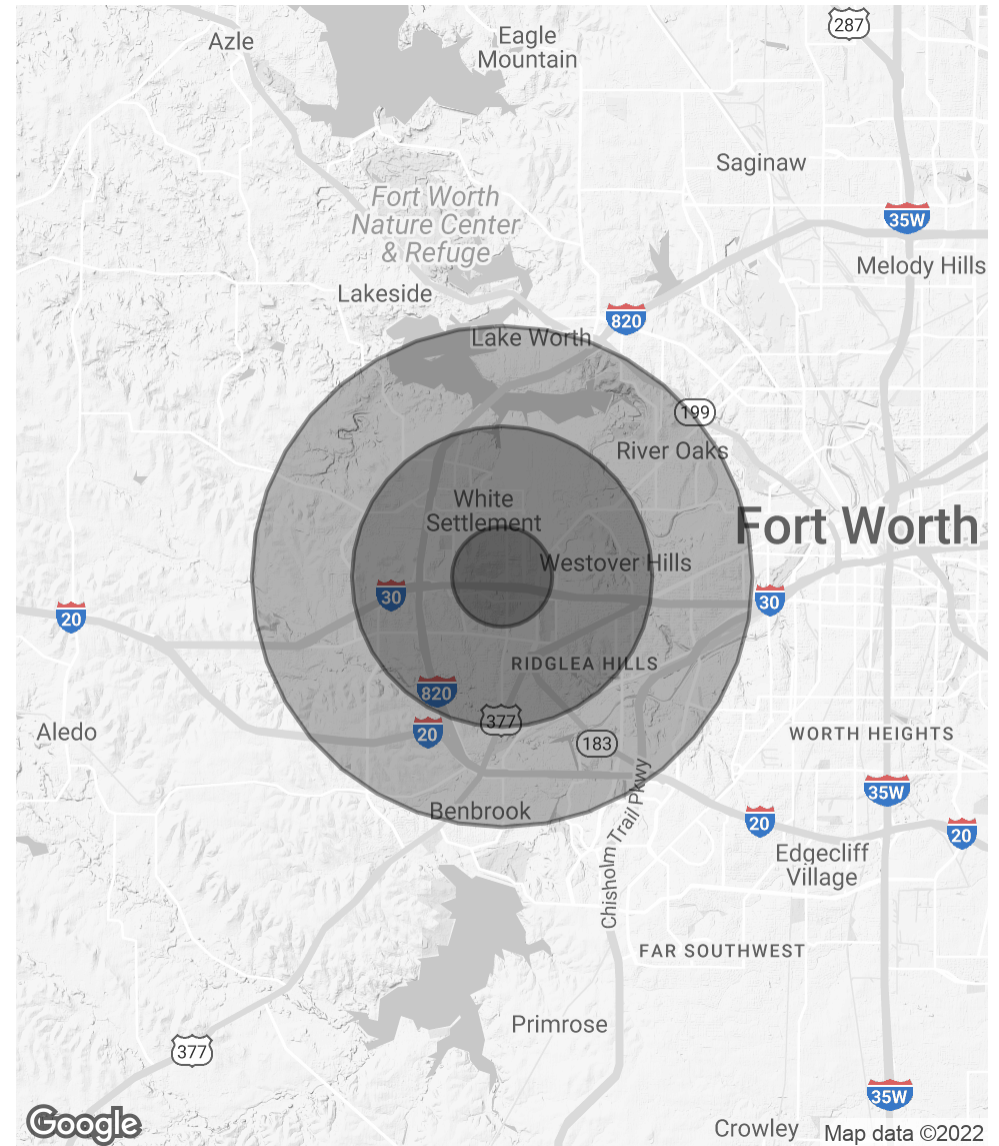 287
Azle
Eagle
Mountain
Saginaw
Fort Worth
Nature Center
& Refuge
35W
Melody Hills
Lakeside
820
Lake Worth
199
River Oaks
White
Settlement
Fort Worth
Westover Hills
30
30
20
RIDGLEA HILLS
820
377
20
183
Aledo
WORTH HEIGHTS
35W
Benbrook
20
20
Chisholm Trail Pkwy
Edgecliff
Village
FAR SOUTHWEST
Primrose
377
35W
Google
Crowley
Map data ©2022